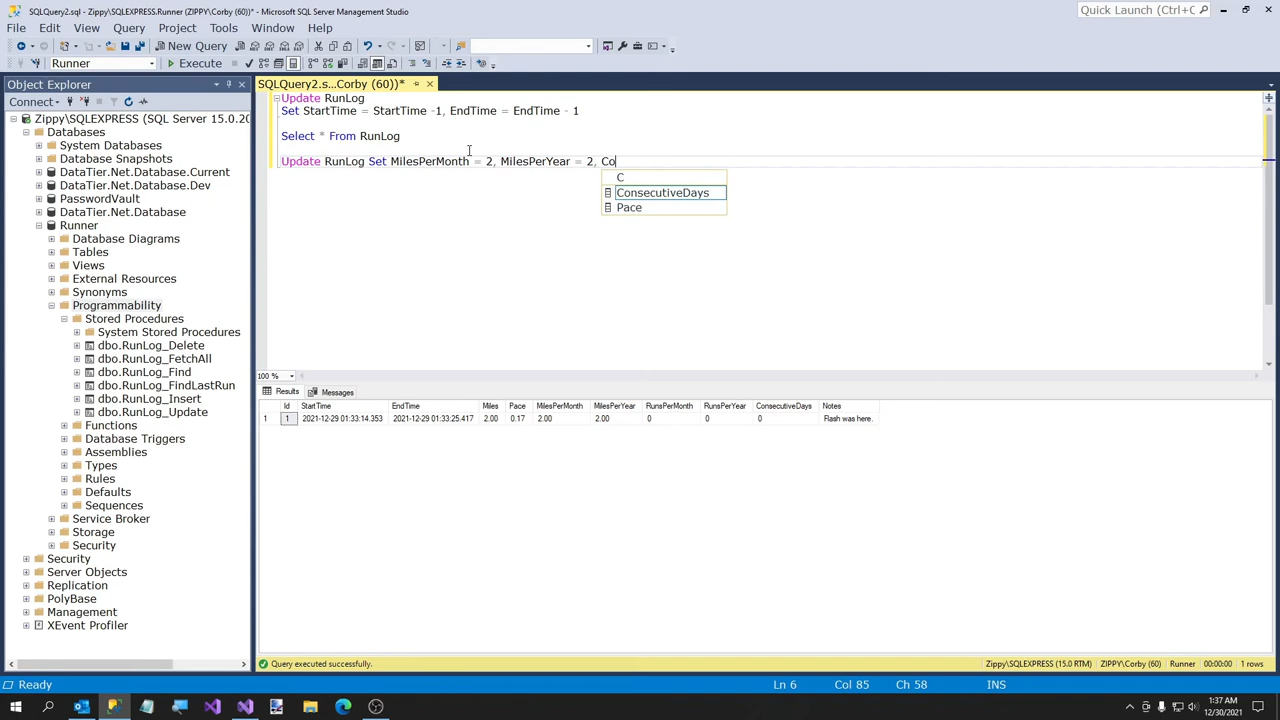 SQLQuery2.sql - Zippy\SQLEXPRESS.Runner (ZIPPY\Corby (60))* - Microsoft SQL Server Management Studio
Quick Launch (Ctrl+C
File Edit View Query Project Tools Window Help
New Query
Runner Execute
Object Explorer
SQLQuery2.s...Corby (60))*
Connect
Zippy\SQLEXPRESS (SQL Server 15.0.20
Databases
System Databases
Database Snapshots
DataTier.Net.Database.Current
DataTier.Net.Database.Dev
PasswordVault
DataTier.Net.Database
Runner
Database Diagrams
Tables
Views
External Resources
Synonyms
Programmability
Stored Procedures
System Stored Procedures
dbo.RunLog_Delete
dbo.RunLog_FetchAll
dbo.RunLog_Find
dbo.RunLog_FindLastRun
dbo.RunLog_Insert
dbo.RunLog_Update
Functions
Database Triggers
Assemblies
Types
Rules
Defaults
Sequences
Service Broker
Storage
Security
Security
Server Objects
Replication
PolyBase
Management
XEvent Profiler
Update RunLog
Set StartTime = StartTime -1, EndTime = EndTime - 1
Select * From RunLog
Update RunLog Set MilesPerMonth = 2, MilesPerYear = 2, Co
C
ConsecutiveDays
Pace
100 %
Results Messages
Id StartTime EndTime Miles Pace MilesPerMonth MilesPerYear RunsPerMonth RunsPerYear ConsecutiveDays Notes
1 1 2021-12-29 01:33:14.353 2021-12-29 01:33:25.417 2.00 0.17 2.00 2.00 0 0 0 Flash was here.
Query executed successfully. Zippy\SQLEXPRESS (15.0 RTM) ZIPPY\Corby (60) Runner 00:00:00 1 rows
Ready Ln 6 Col 85 Ch 58 INS
1:37 AM
12/30/2021